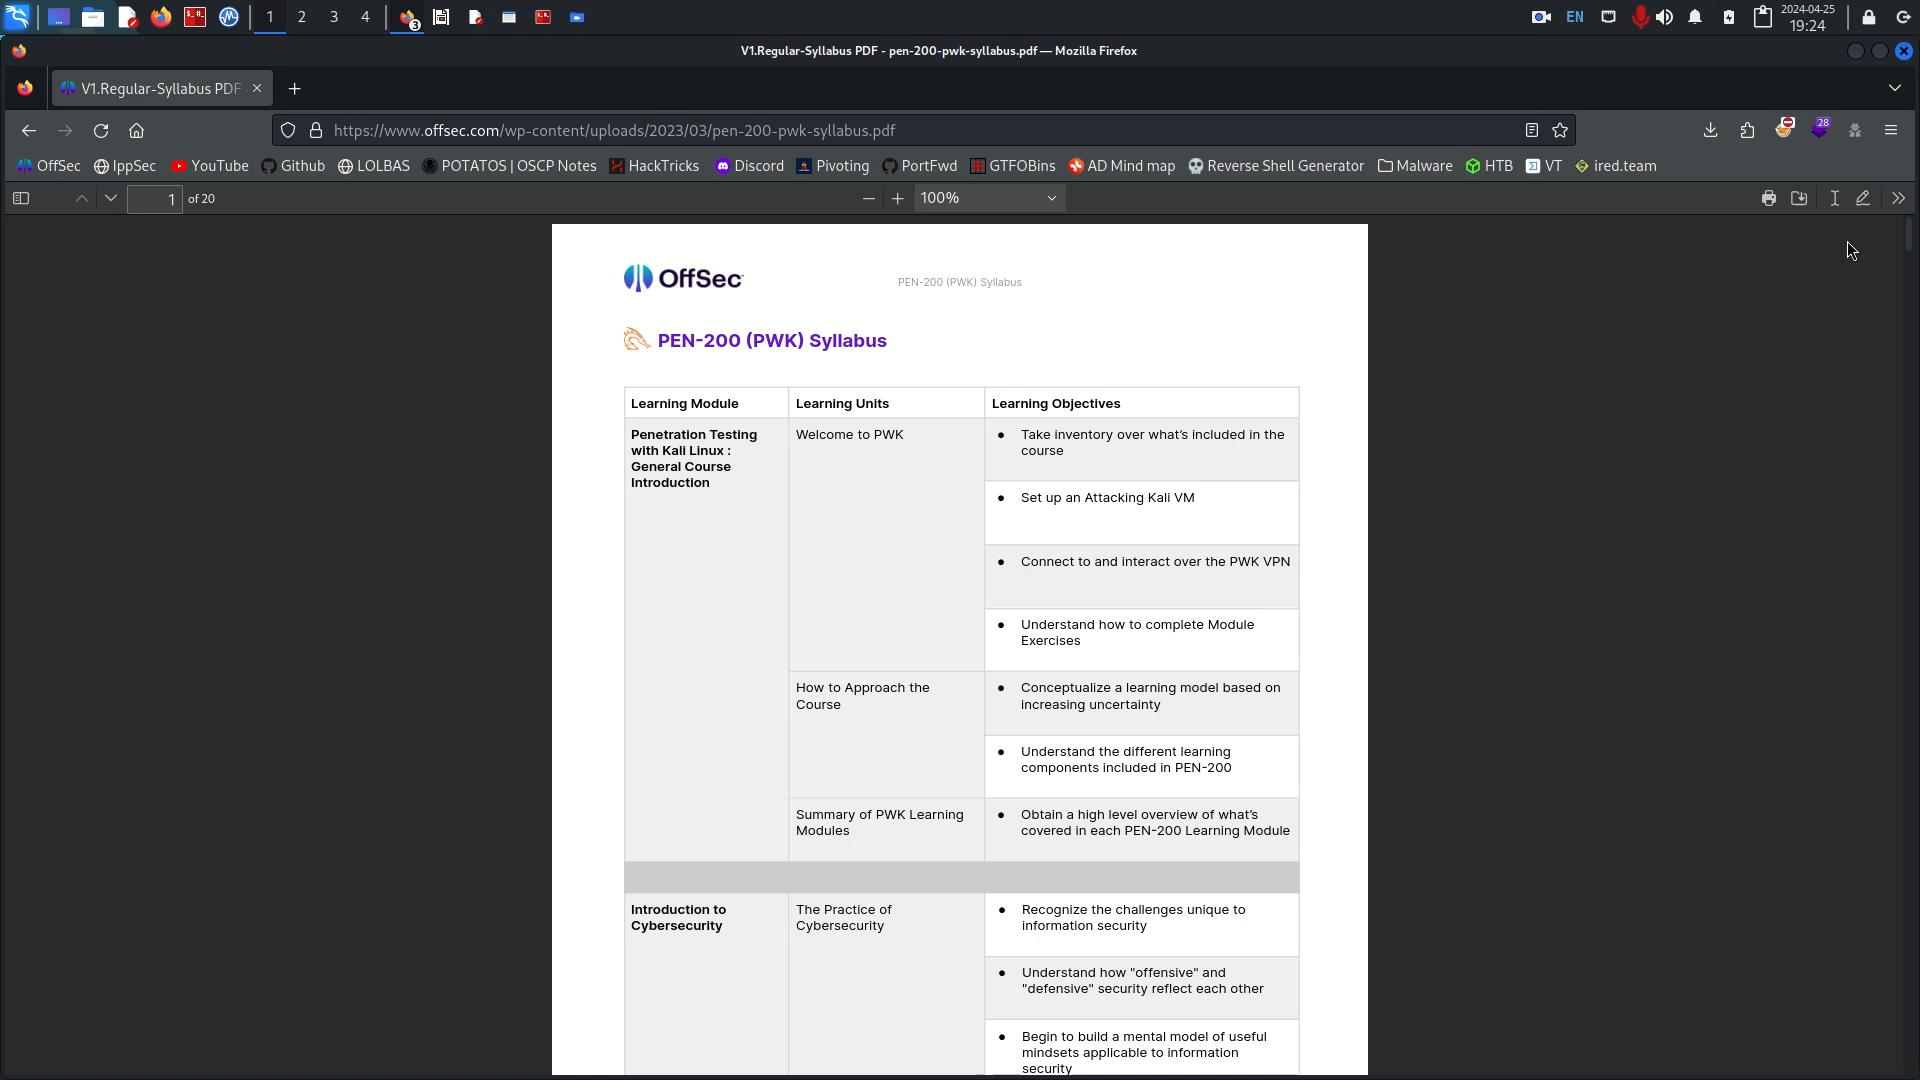 1
2
3
4
3
EN
2024-04-25
19:24
V1.Regular-Syllabus PDF - pen-200-pwk-syllabus.pdf — Mozilla Firefox
V1.Regular-Syllabus PDF
https://www.offsec.com/wp-content/uploads/2023/03/pen-200-pwk-syllabus.pdf
28
OffSec
IppSec
YouTube
Github
LOLBAS
POTATOS | OSCP Notes
HackTricks
Discord
Pivoting
PortFwd
GTFOBins
AD Mind map
Reverse Shell Generator
Malware
HTB
VT
ired.team
1 of 20
100%
OffSec
PEN-200 (PWK) Syllabus
PEN-200 (PWK) Syllabus
Learning Module
Learning Units
Learning Objectives
Penetration Testing
with Kali Linux :
General Course
Introduction
Welcome to PWK
● Take inventory over what’s included in the
course
● Set up an Attacking Kali VM
● Connect to and interact over the PWK VPN
● Understand how to complete Module
Exercises
How to Approach the
Course
● Conceptualize a learning model based on
increasing uncertainty
● Understand the different learning
components included in PEN-200
Summary of PWK Learning
Modules
● Obtain a high level overview of what’s
covered in each PEN-200 Learning Module
Introduction to
Cybersecurity
The Practice of
Cybersecurity
● Recognize the challenges unique to
information security
● Understand how "offensive" and
"defensive" security reflect each other
● Begin to build a mental model of useful
mindsets applicable to information
security